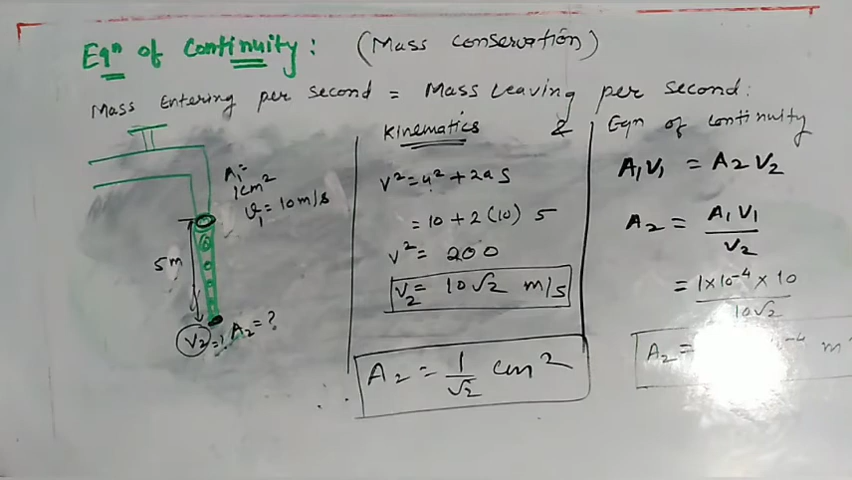 Eqn of Continuity: (Mass conservation)
Mass Entering per second = Mass Leaving per second:
A1=
1cm2
v1=10m/s
5m
V2=? A2=?
Kinematics &
V2=u2+2as
=10+2(10) 5
V2= 200
V2= 10√2 m/s
∴ A2 = 1/√2 cm2
Eqn of continuity
A1V1 = A2V2
A2 = A1V1/V2
= 1x10-4 x 10/10√2
A2 = -4 m